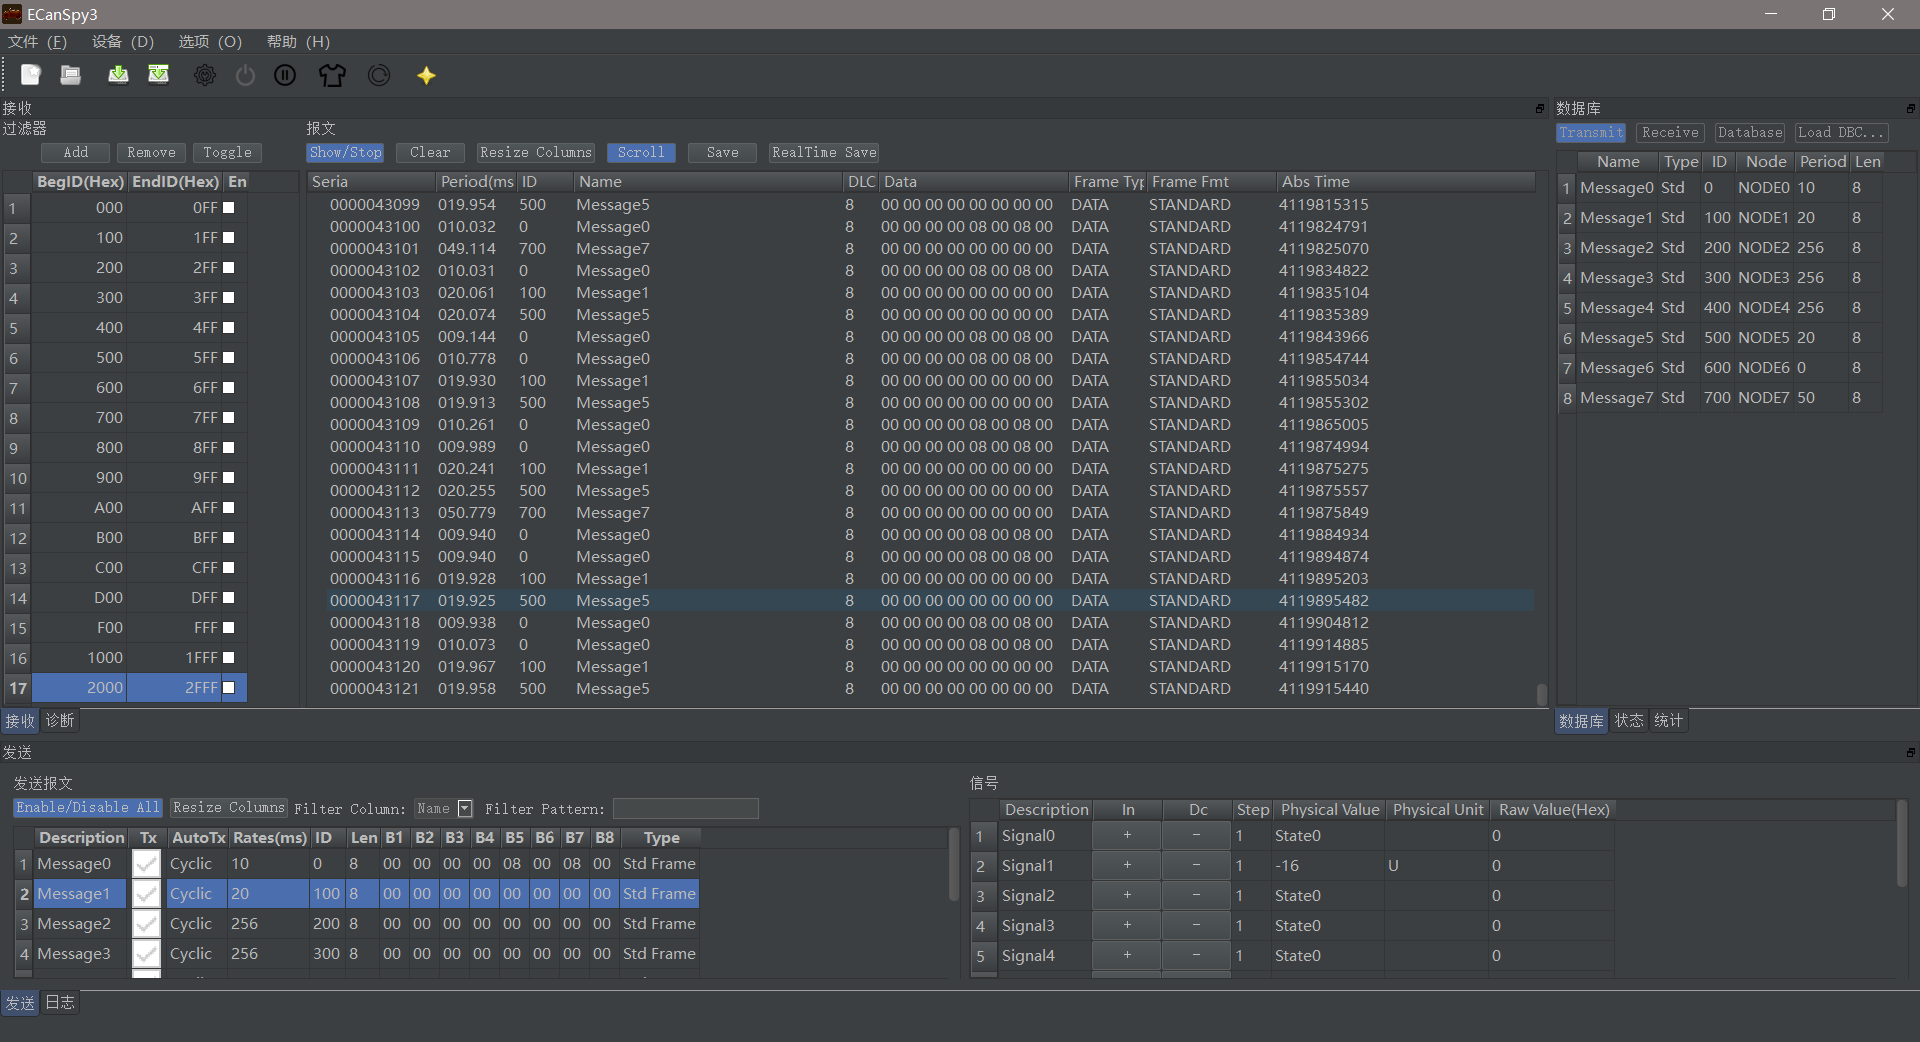 ECanSpy3
文件 (F) 设备 (D) 选项 (O) 帮助 (H)
接收
过滤器
Add Remove Toggle
BegID(Hex) EndID(Hex) En
1 000 0FF
2 100 1FF
3 200 2FF
4 300 3FF
5 400 4FF
6 500 5FF
7 600 6FF
8 700 7FF
9 800 8FF
10 900 9FF
11 A00 AFF
12 B00 BFF
13 C00 CFF
14 D00 DFF
15 F00 FFF
16 1000 1FFF
17 2000 2FFF
报文
Show/Stop Clear Resize Columns Scroll Save RealTime Save
Seria Period(ms ID Name DLC Data Frame Typ Frame Fmt Abs Time
0000043099 019.954 500 Message5 8 00 00 00 00 00 00 00 00 DATA STANDARD 4119815315
0000043100 010.032 0 Message0 8 00 00 00 00 08 00 08 00 DATA STANDARD 4119824791
0000043101 049.114 700 Message7 8 00 00 00 00 00 00 00 00 DATA STANDARD 4119825070
0000043102 010.031 0 Message0 8 00 00 00 00 08 00 08 00 DATA STANDARD 4119834822
0000043103 020.061 100 Message1 8 00 00 00 00 00 00 00 00 DATA STANDARD 4119835104
0000043104 020.074 500 Message5 8 00 00 00 00 00 00 00 00 DATA STANDARD 4119835389
0000043105 009.144 0 Message0 8 00 00 00 00 08 00 08 00 DATA STANDARD 4119843966
0000043106 010.778 0 Message0 8 00 00 00 00 08 00 08 00 DATA STANDARD 4119854744
0000043107 019.930 100 Message1 8 00 00 00 00 00 00 00 00 DATA STANDARD 4119855034
0000043108 019.913 500 Message5 8 00 00 00 00 00 00 00 00 DATA STANDARD 4119855302
0000043109 010.261 0 Message0 8 00 00 00 00 08 00 08 00 DATA STANDARD 4119865005
0000043110 009.989 0 Message0 8 00 00 00 00 08 00 08 00 DATA STANDARD 4119874994
0000043111 020.241 100 Message1 8 00 00 00 00 00 00 00 00 DATA STANDARD 4119875275
0000043112 020.255 500 Message5 8 00 00 00 00 00 00 00 00 DATA STANDARD 4119875557
0000043113 050.779 700 Message7 8 00 00 00 00 00 00 00 00 DATA STANDARD 4119875849
0000043114 009.940 0 Message0 8 00 00 00 00 08 00 08 00 DATA STANDARD 4119884934
0000043115 009.940 0 Message0 8 00 00 00 00 08 00 08 00 DATA STANDARD 4119894874
0000043116 019.928 100 Message1 8 00 00 00 00 00 00 00 00 DATA STANDARD 4119895203
0000043117 019.925 500 Message5 8 00 00 00 00 00 00 00 00 DATA STANDARD 4119895482
0000043118 009.938 0 Message0 8 00 00 00 00 08 00 08 00 DATA STANDARD 4119904812
0000043119 010.073 0 Message0 8 00 00 00 00 08 00 08 00 DATA STANDARD 4119914885
0000043120 019.967 100 Message1 8 00 00 00 00 00 00 00 00 DATA STANDARD 4119915170
0000043121 019.958 500 Message5 8 00 00 00 00 00 00 00 00 DATA STANDARD 4119915440
接收 诊断
数据库
Transmit Receive Database Load DBC...
Name Type ID Node Period Len
1 Message0 Std 0 NODE0 10 8
2 Message1 Std 100 NODE1 20 8
3 Message2 Std 200 NODE2 256 8
4 Message3 Std 300 NODE3 256 8
5 Message4 Std 400 NODE4 256 8
6 Message5 Std 500 NODE5 20 8
7 Message6 Std 600 NODE6 0 8
8 Message7 Std 700 NODE7 50 8
数据库 状态 统计
发送
发送报文
Enable/Disable All Resize Columns Filter Column: Name Filter Pattern:
Description Tx AutoTx Rates(ms) ID Len B1 B2 B3 B4 B5 B6 B7 B8 Type
1 Message0 Cyclic 10 0 8 00 00 00 00 08 00 08 00 Std Frame
2 Message1 Cyclic 20 100 8 00 00 00 00 00 00 00 00 Std Frame
3 Message2 Cyclic 256 200 8 00 00 00 00 00 00 00 00 Std Frame
4 Message3 Cyclic 256 300 8 00 00 00 00 00 00 00 00 Std Frame
信号
Description In Dc Step Physical Value Physical Unit Raw Value(Hex)
1 Signal0 + - 1 State0 0
2 Signal1 + - 1 -16 U 0
3 Signal2 + - 1 State0 0
4 Signal3 + - 1 State0 0
5 Signal4 + - 1 State0 0
发送 日志